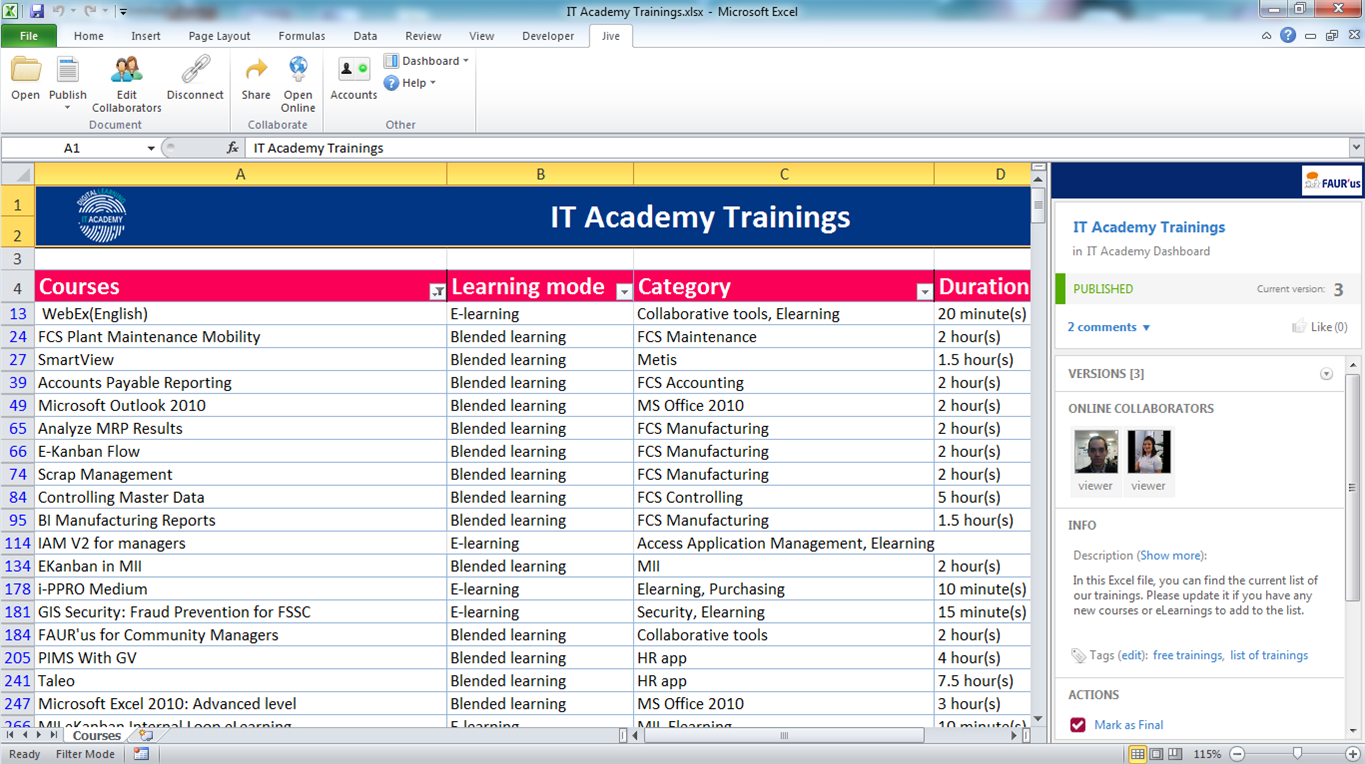 IT Academy Trainings.xlsx - Microsoft Excel
File Home Insert Page Layout Formulas Data Review View Developer Jive
Open Publish Edit Collaborators Disconnect Share Open Online Accounts Dashboard Help
Document Collaborate Other
A1 fx IT Academy Trainings
A B C D
1
2
DIGITAL LEARNING
IT ACADEMY
IT Academy Trainings
3
4 Courses Learning mode Category Duration
13 WebEx(English) E-learning Collaborative tools, Elearning 20 minute(s)
24 FCS Plant Maintenance Mobility Blended learning FCS Maintenance 2 hour(s)
27 SmartView Blended learning Metis 1.5 hour(s)
39 Accounts Payable Reporting Blended learning FCS Accounting 2 hour(s)
49 Microsoft Outlook 2010 Blended learning MS Office 2010 2 hour(s)
65 Analyze MRP Results Blended learning FCS Manufacturing 2 hour(s)
66 E-Kanban Flow Blended learning FCS Manufacturing 2 hour(s)
74 Scrap Management Blended learning FCS Manufacturing 2 hour(s)
84 Controlling Master Data Blended learning FCS Controlling 5 hour(s)
95 BI Manufacturing Reports Blended learning FCS Manufacturing 1.5 hour(s)
114 IAM V2 for managers E-learning Access Application Management, Elearning
134 EKanban in MII Blended learning MII 2 hour(s)
178 i-PPRO Medium E-learning Elearning, Purchasing 10 minute(s)
181 GIS Security: Fraud Prevention for FSSC E-learning Security, Elearning 15 minute(s)
184 FAUR'us for Community Managers Blended learning Collaborative tools 2 hour(s)
205 PIMS With GV Blended learning HR app 4 hour(s)
241 Taleo Blended learning HR app 7.5 hour(s)
247 Microsoft Excel 2010: Advanced level Blended learning MS Office 2010 3 hour(s)
266 MII eKanban Internal Loop eLearning E-learning MII, Elearning 10 minute(s)
Courses
Ready Filter Mode 115%
FAUR'us
IT Academy Trainings
in IT Academy Dashboard
PUBLISHED Current version: 3
2 comments Like (0)
VERSIONS [3]
ONLINE COLLABORATORS
viewer viewer
INFO
Description (Show more):
In this Excel file, you can find the current list of
our trainings. Please update it if you have any
new courses or eLearnings to add to the list.
Tags (edit): free trainings, list of trainings
ACTIONS
Mark as Final